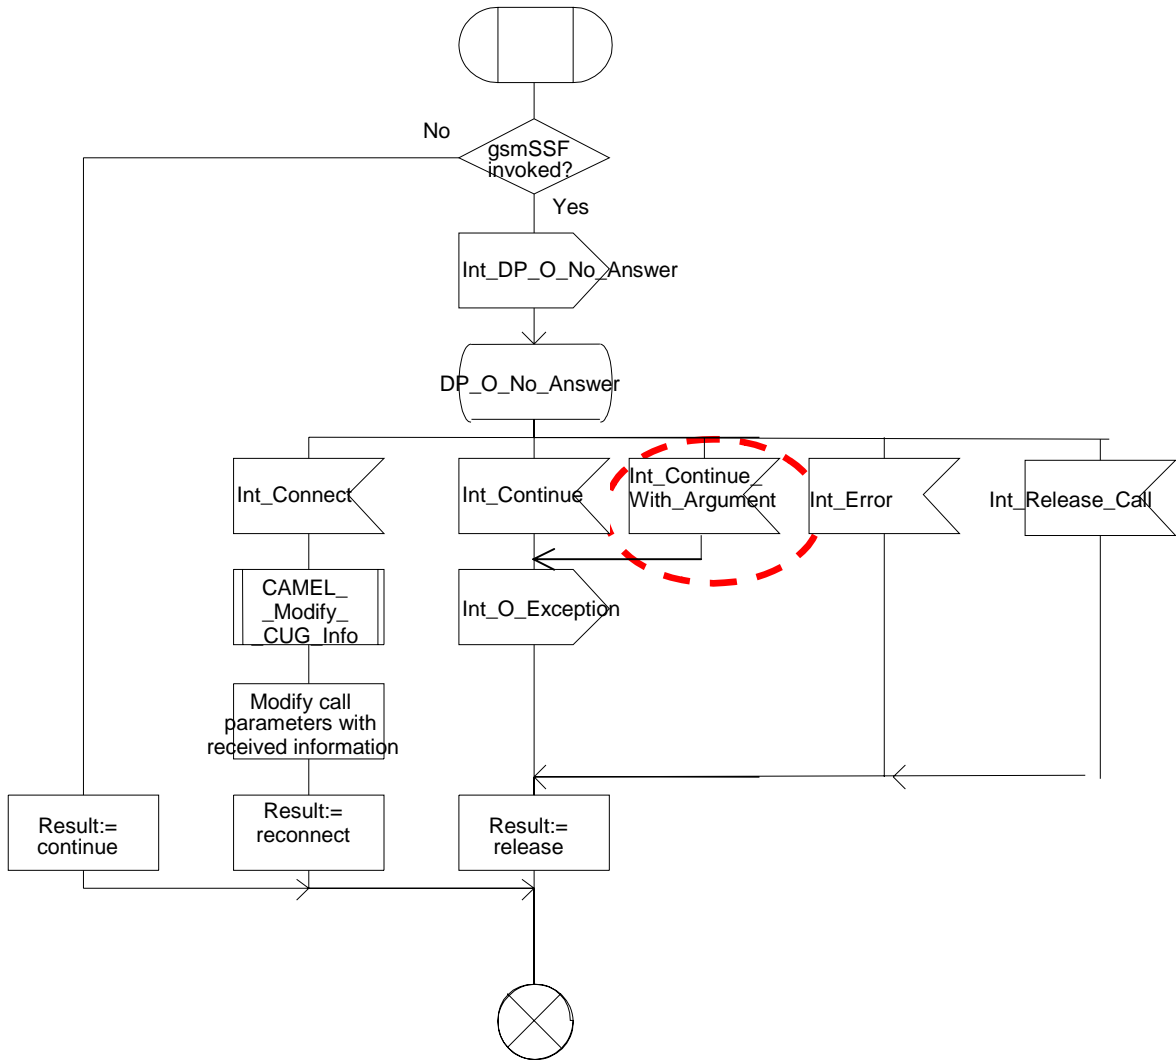 No
gsmSSF
invoked?
Yes
Int_DP_O_No_Answer
DP_O_No_Answer
Int_Connect
Int_Continue
Int_Continue_
With_Argument
Int_Error
Int_Release_Call
CAMEL_
_Modify_
_CUG_Info
Int_O_Exception
Modify call
parameters with
received information
Result:=
continue
Result:=
reconnect
Result:=
release